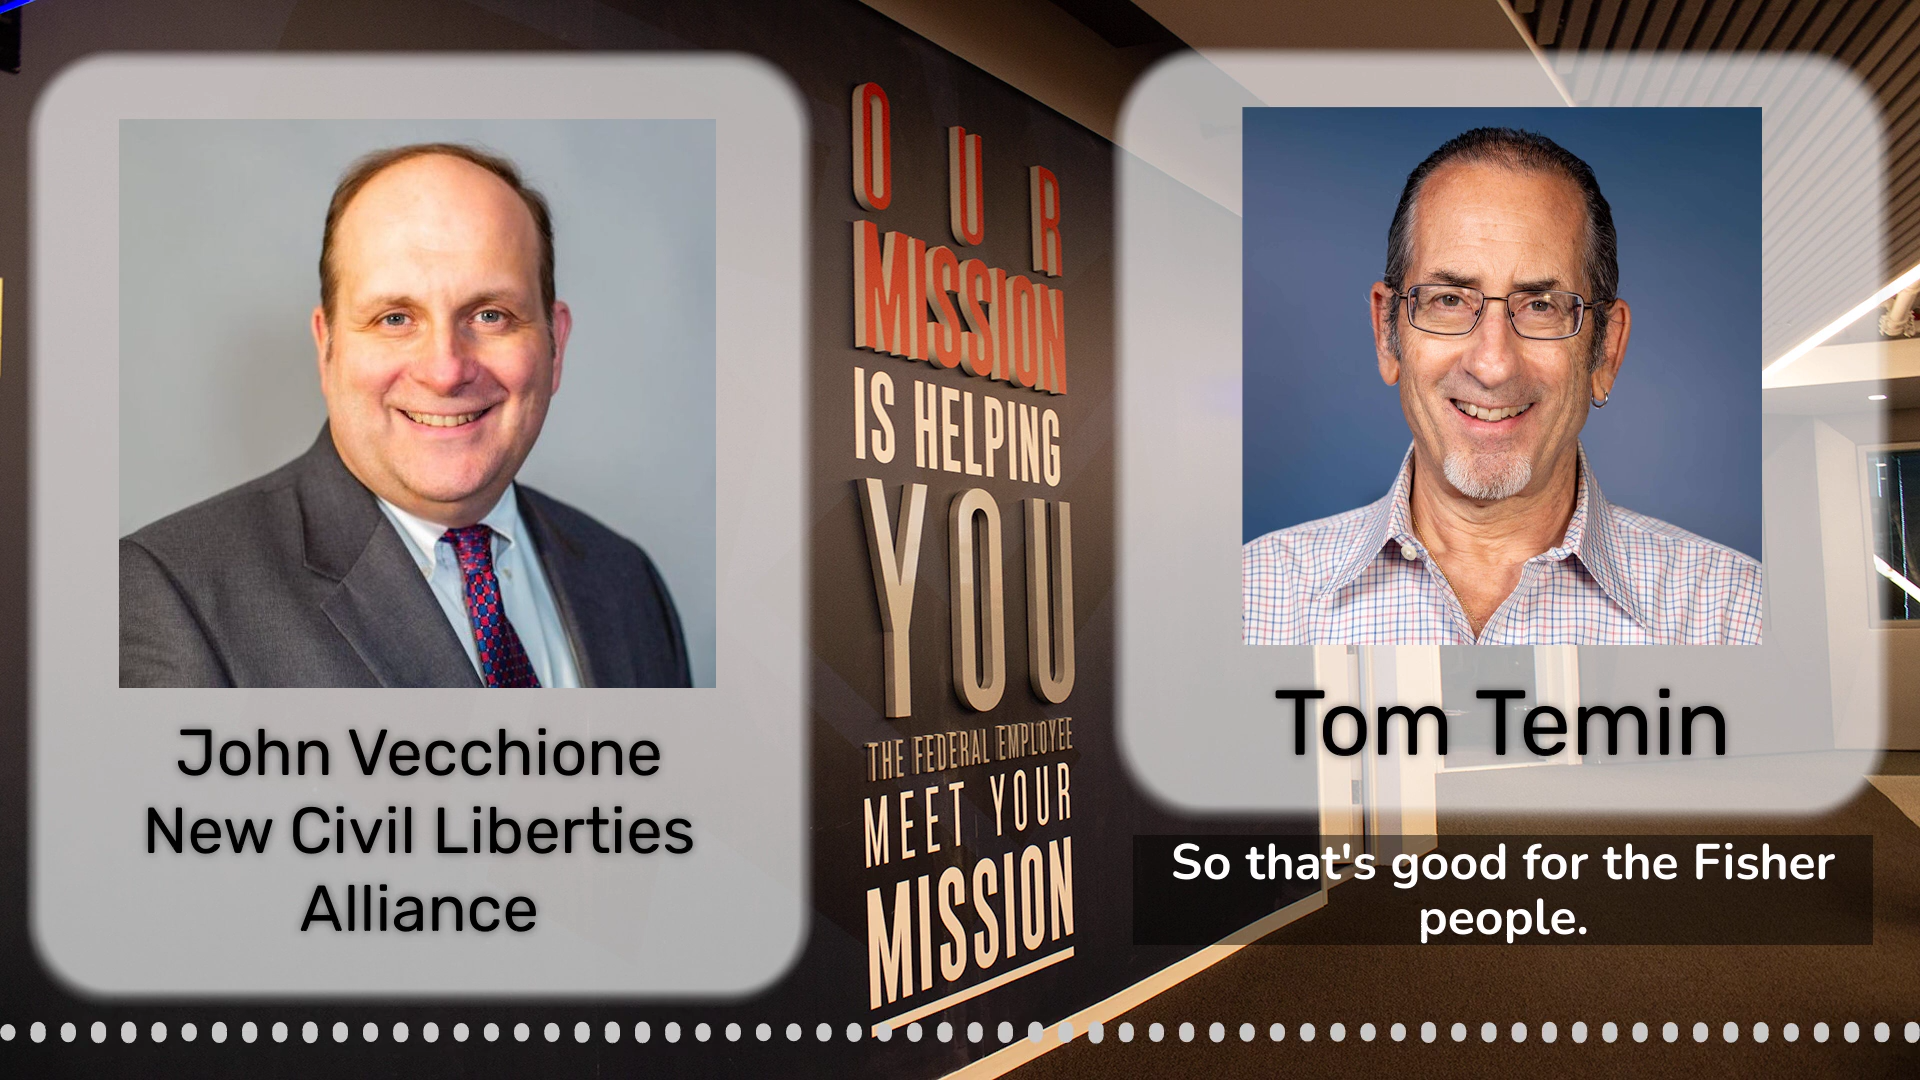 John Vecchione
New Civil Liberties
Alliance
OUR
MISSION
IS HELPING
YOU
THE FEDERAL EMPLOYEE
MEET YOUR
MISSION
Tom Temin
So that's good for the Fisher
people.